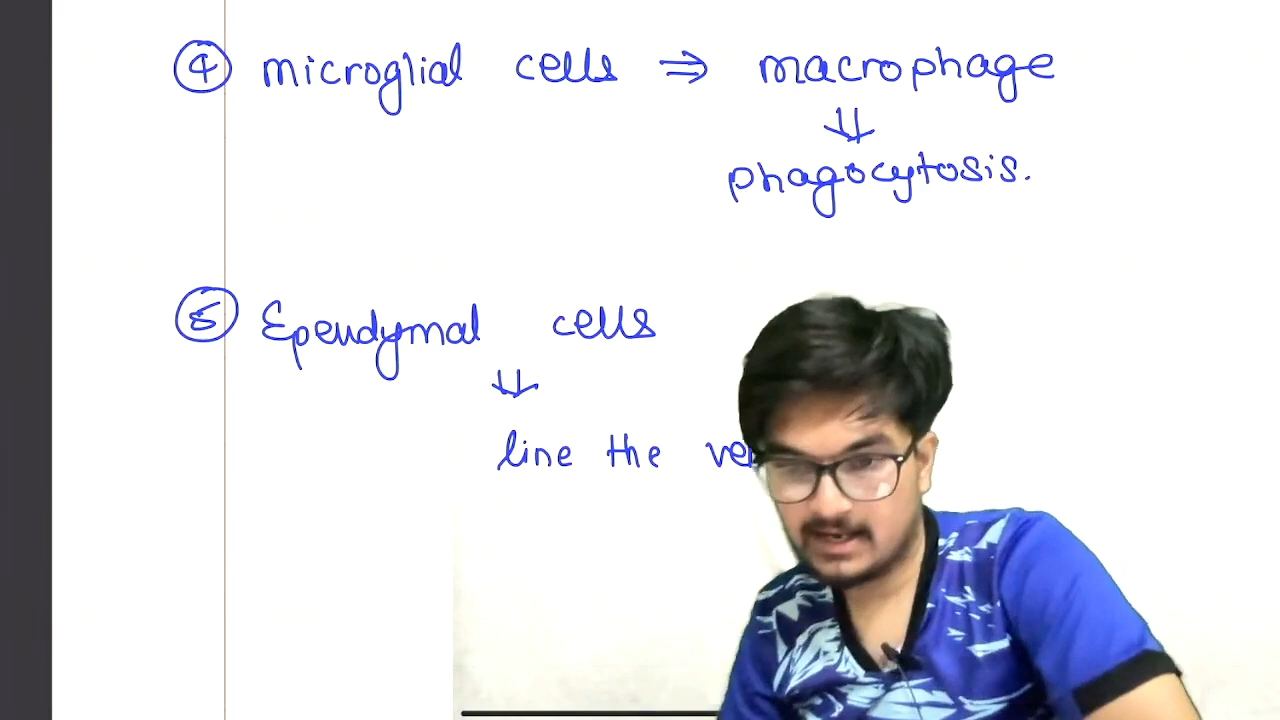 ④ microglial cells ⇒ macrophage
⇓
phagocytosis.
⑤ Ependymal cells
⇓
line the